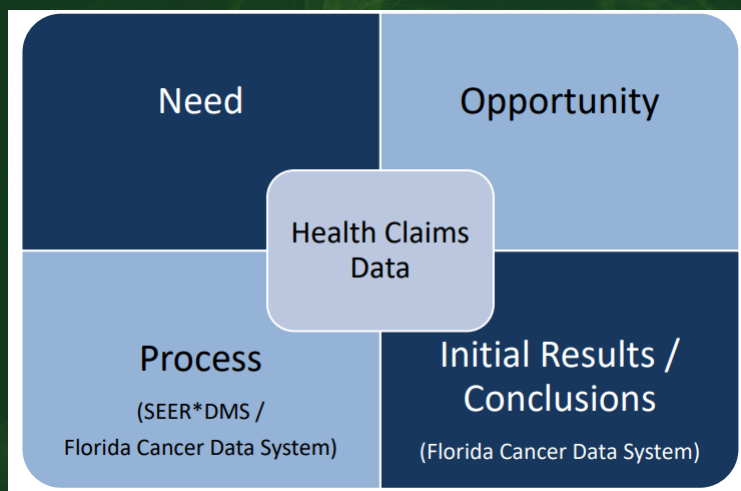 Need
Opportunity
Health Claims
Data
Process
(SEER*DMS /
Florida Cancer Data System)
Initial Results /
Conclusions
(Florida Cancer Data System)